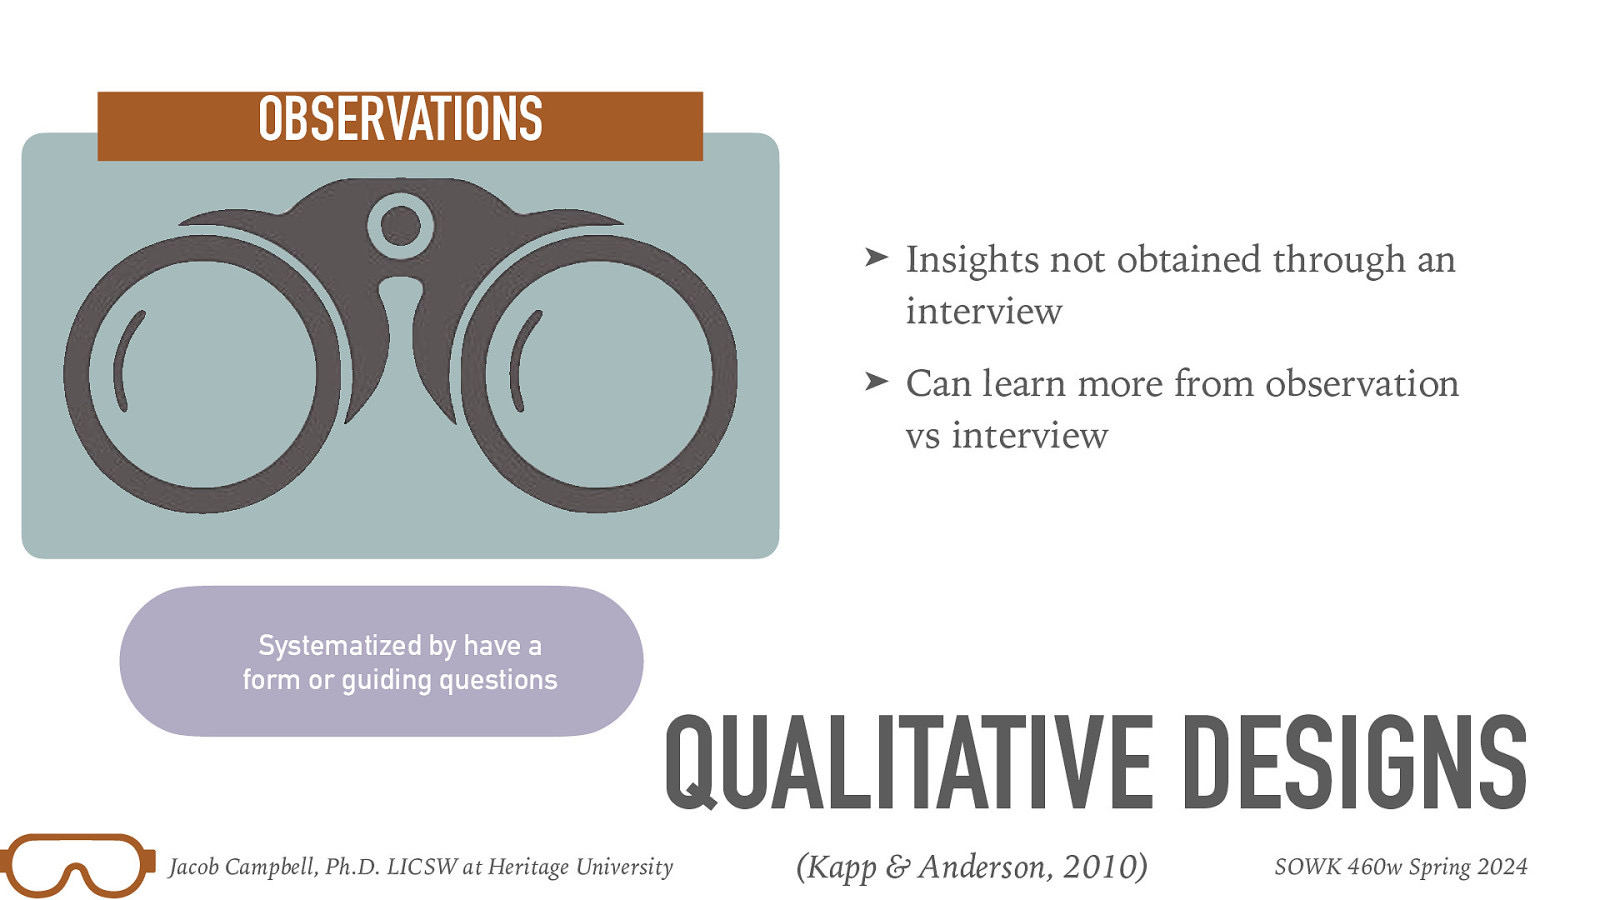 OBSERVATIONS
➤ Insights not obtained through an
interview
➤ Can learn more from observation
vs interview
Systematized by have a
form or guiding questions
QUALITATIVE DESIGNS
Jacob Campbell, Ph.D. LICSW at Heritage University
(Kapp & Anderson, 2010)
SOWK 460w Spring 2024